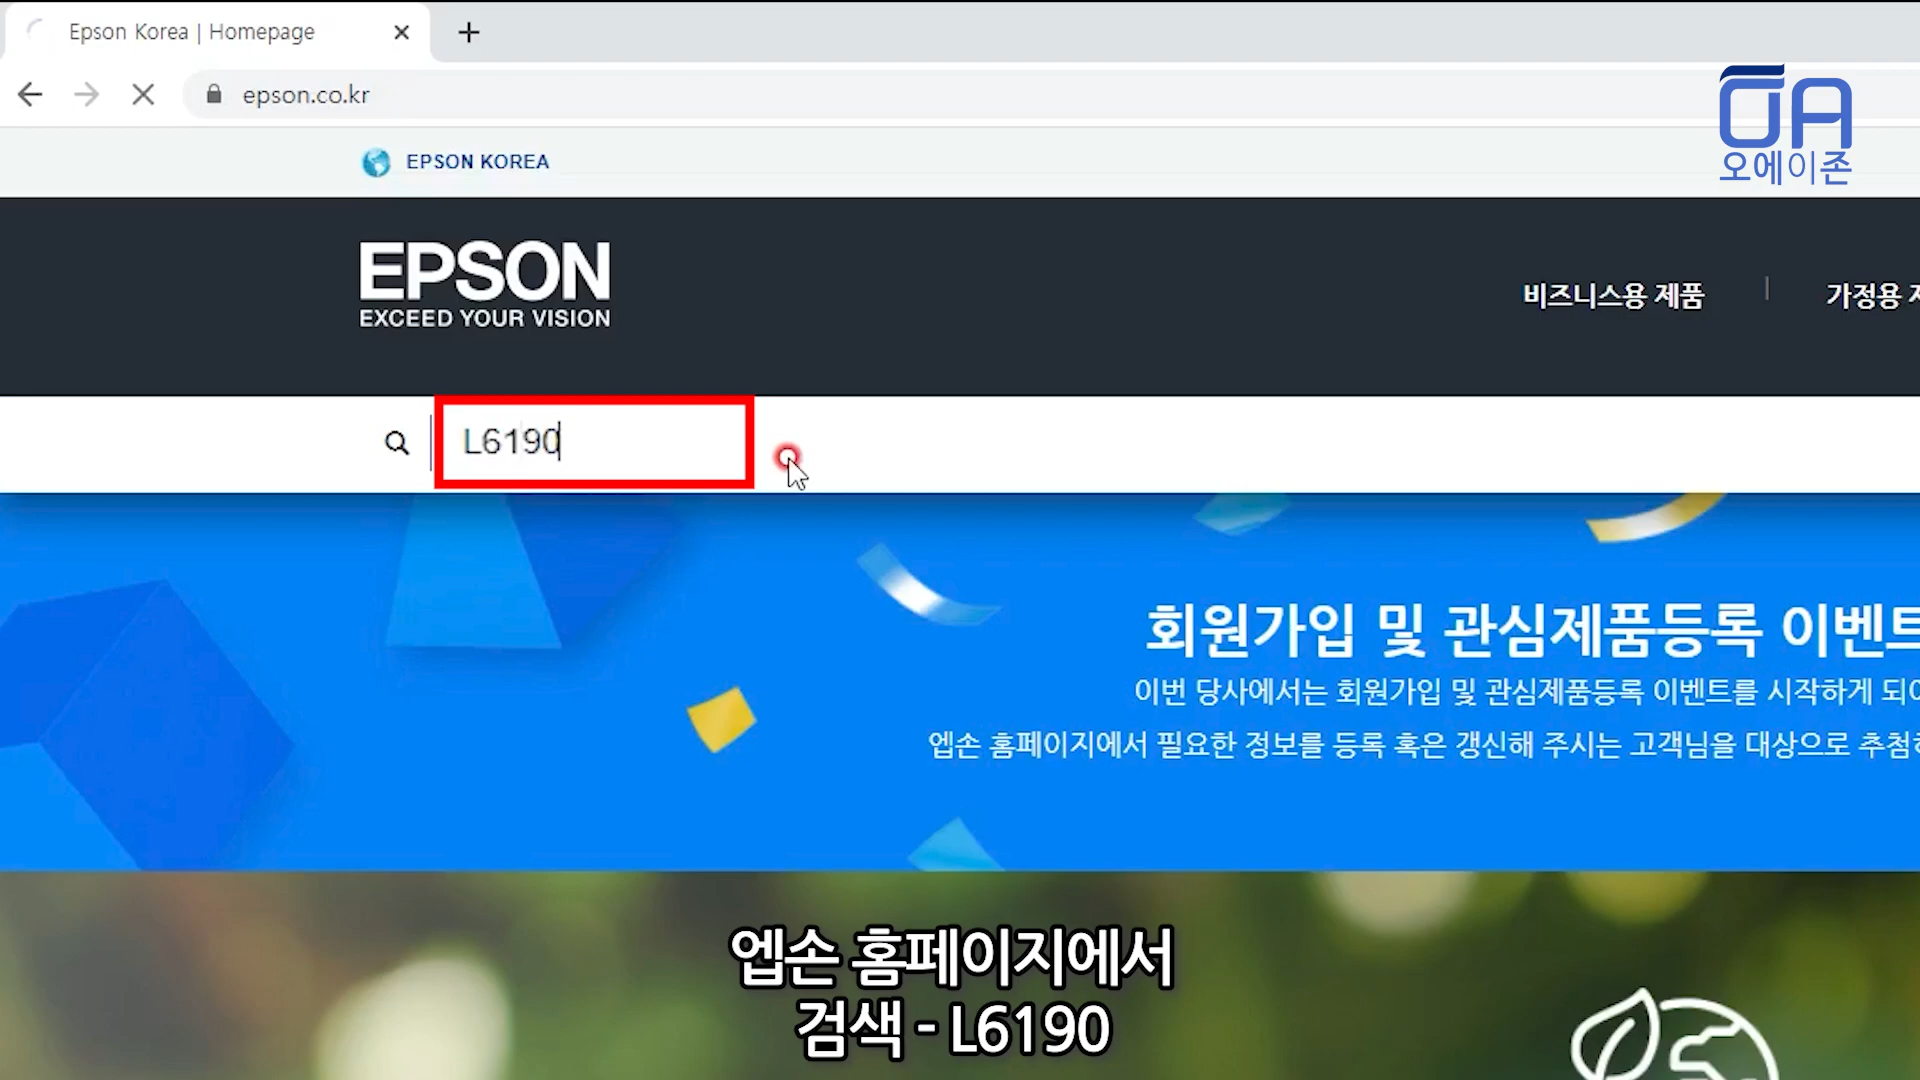 Epson Korea | Homepage
epson.co.kr
OA
오에이존
EPSON KOREA
EPSON
EXCEED YOUR VISION
비즈니스용 제품
가정용
L6190
회원가입 및 관심제품등록 이벤트
이번 당사에서는 회원가입 및 관심제품등록 이벤트를 시작하게 되어
엡손 홈페이지에서 필요한 정보를 등록 혹은 갱신해 주시는 고객님을 대상으로
엡손 홈페이지에서
검색 - L6190